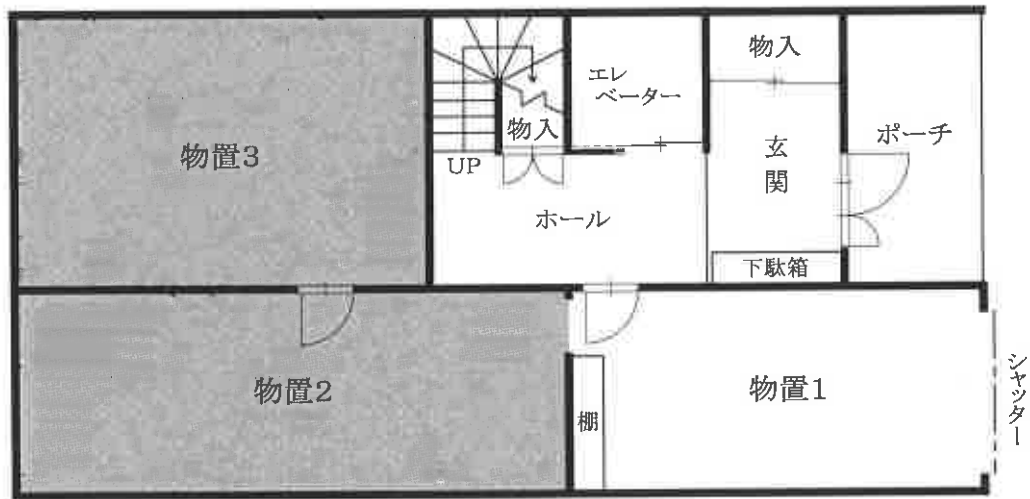 物入
エレ
ベーター
物置3
物入
UP
玄
関
ポーチ
ホール
下駄箱
物置2
棚
物置1
シャッター